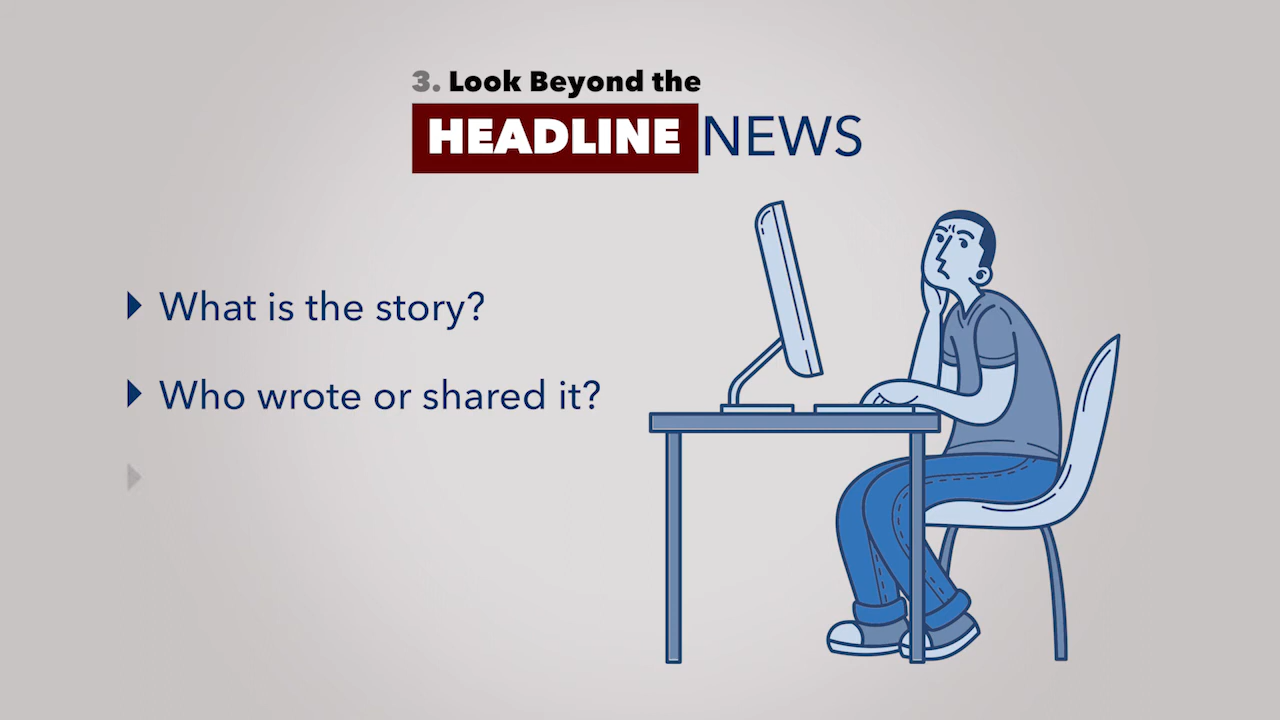 3. Look Beyond the
HEADLINE NEWS
What is the story?
Who wrote or shared it?